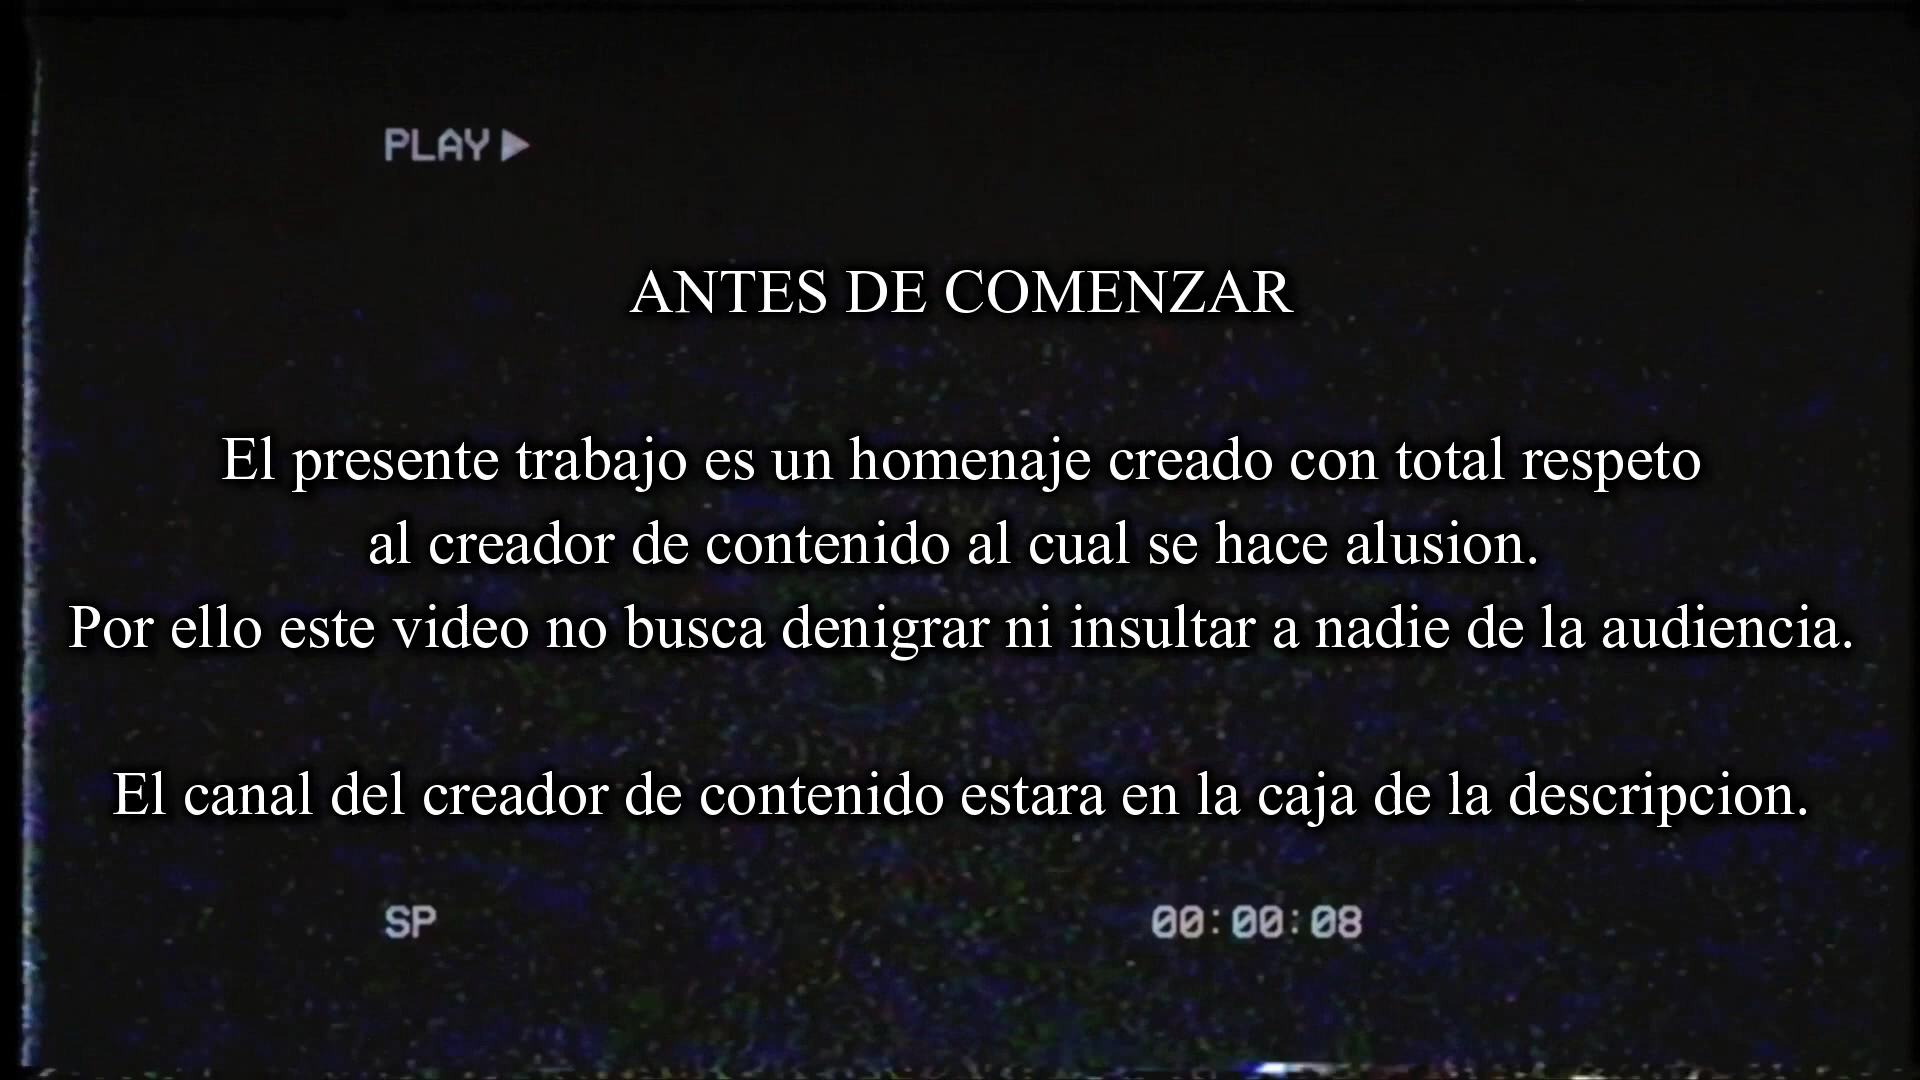 PLAY
ANTES DE COMENZAR
El presente trabajo es un homenaje creado con total respeto
al creador de contenido al cual se hace alusion.
Por ello este video no busca denigrar ni insultar a nadie de la audiencia.
El canal del creador de contenido estara en la caja de la descripcion.
SP
00:00:08